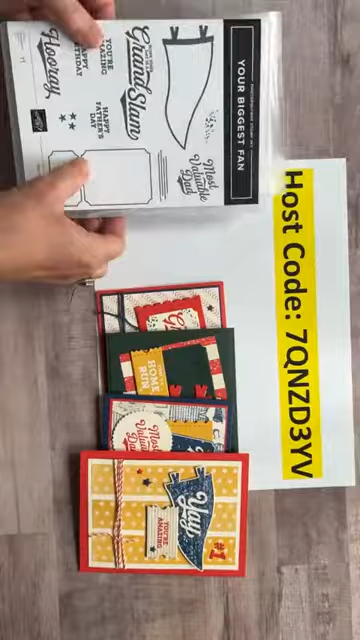 YOUR BIGGEST FAN
Grand Slam
YOU'RE
AMAZING
HAPPY
BIRTHDAY
Hooray
HAPPY
FATHER'S
DAY
Most
Valuable
Dad
Host Code: 7QNZD3YV
HOME
RUN
Most
Valuable
Dad
Yay
YOU'RE
AMAZING
#1